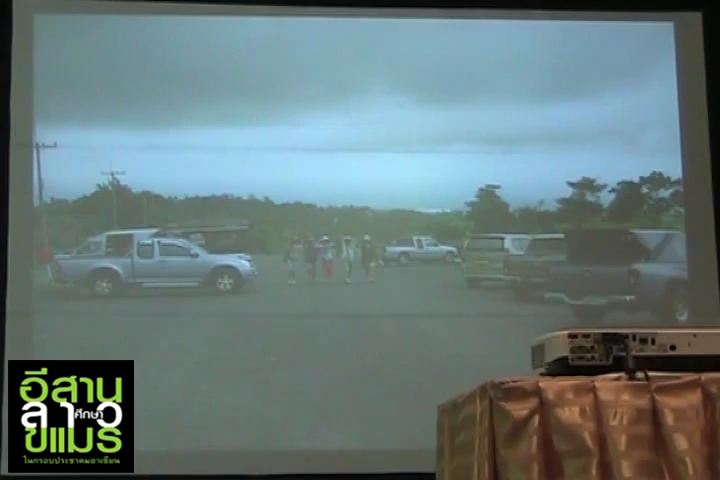 อีสาน
ลาวศึกษา
ขแมร์
ในกรอบประชาคมอาเซียน